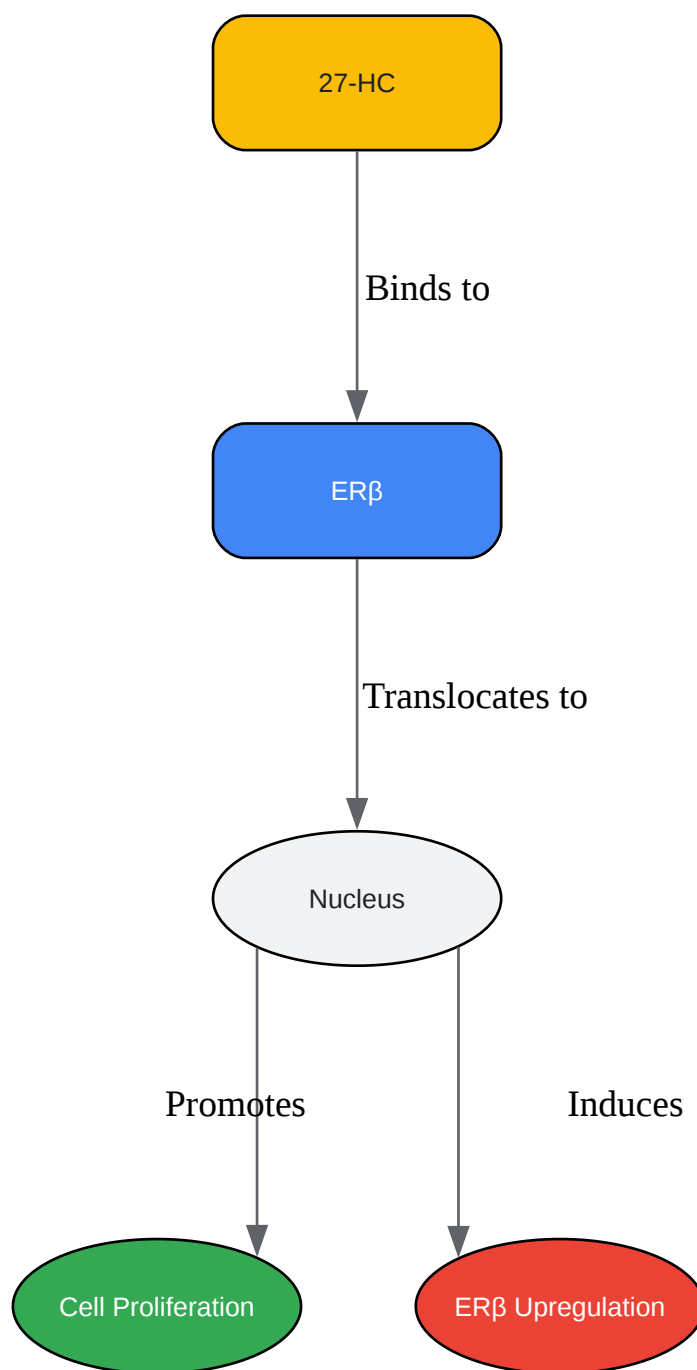 27-HC
Binds to
ERβ
Translocates to
Nucleus
Promotes
Induces
Cell Proliferation
ERβ Upregulation